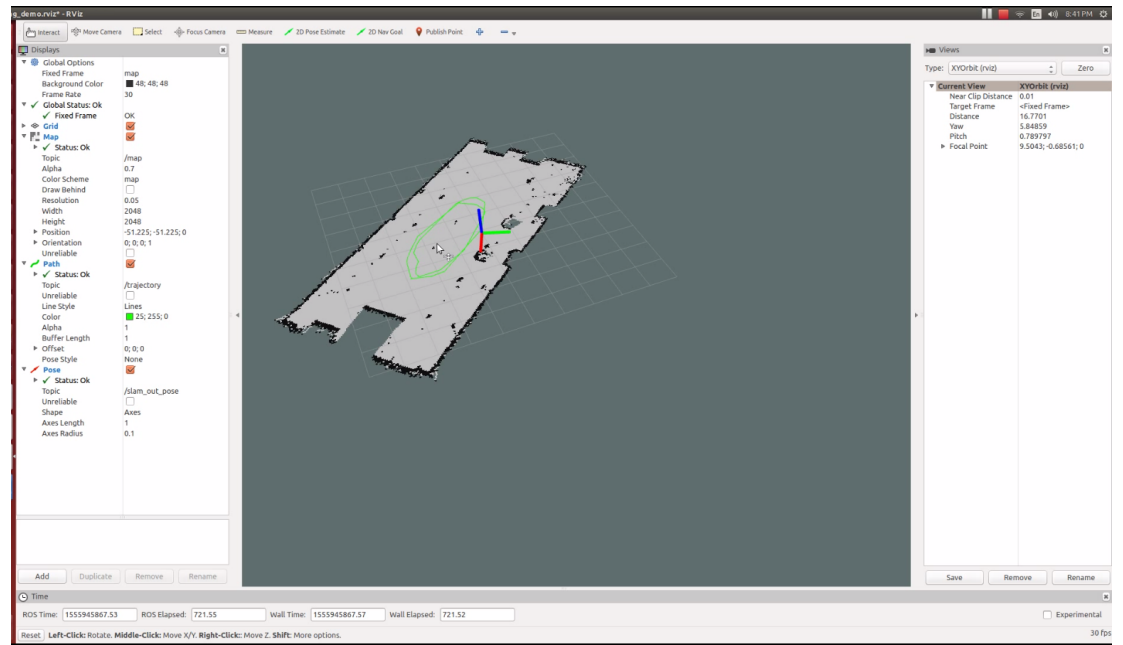 g_demo.rviz* - RViz
En 8:41 PM
Interact Move Camera Select Focus Camera Measure 2D Pose Estimate 2D Nav Goal Publish Point
Displays
Global Options
Fixed Frame map
Background Color 48; 48; 48
Frame Rate 30
Global Status: Ok
Fixed Frame OK
Grid
Map
Status: Ok
Topic /map
Alpha 0.7
Color Scheme map
Draw Behind
Resolution 0.05
Width 2048
Height 2048
Position -51.225; -51.225; 0
Orientation 0; 0; 0; 1
Unreliable
Path
Status: Ok
Topic /trajectory
Unreliable
Line Style Lines
Color 25; 255; 0
Alpha 1
Buffer Length 1
Offset 0; 0; 0
Pose Style None
Pose
Status: Ok
Topic /slam_out_pose
Unreliable
Shape Axes
Axes Length 1
Axes Radius 0.1
Add Duplicate Remove Rename
Views
Type: XYOrbit (rviz) Zero
Current View XYOrbit (rviz)
Near Clip Distance 0.01
Target Frame <Fixed Frame>
Distance 16.7701
Yaw 5.84859
Pitch 0.789797
Focal Point 9.5043; -0.68561; 0
Save Remove Rename
Time
ROS Time: 1555945867.53 ROS Elapsed: 721.55 Wall Time: 1555945867.57 Wall Elapsed: 721.52 Experimental
Reset Left-Click: Rotate. Middle-Click: Move X/Y. Right-Click:: Move Z. Shift: More options. 30 fps